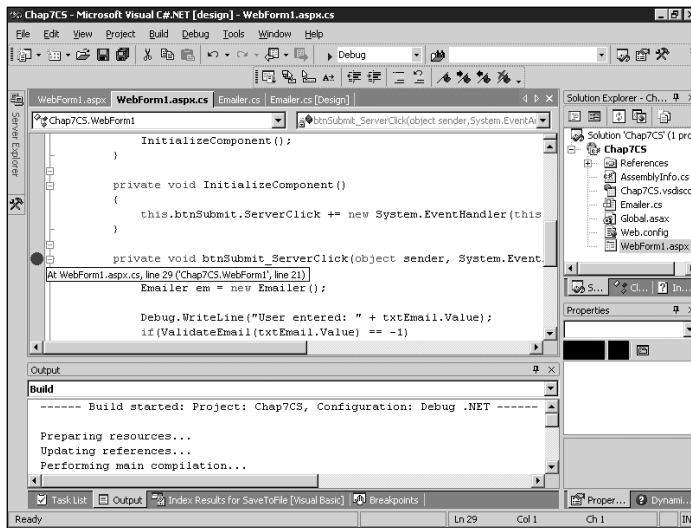 Chap7CS - Microsoft Visual C#.NET [design] - WebForm1.aspx.cs
File Edit View Project Build Debug Tools Window Help
Debug
WebForm1.aspx WebForm1.aspx.cs Emailer.cs Emailer.cs [Design]
Chap7CS.WebForm1 btnSubmit_ServerClick(object sender,System.EventAr
Server Explorer
InitializeComponent();
}
private void InitializeComponent()
{
this.btnSubmit.ServerClick += new System.EventHandler(this
}
private void btnSubmit_ServerClick(object sender, System.Event
At WebForm1.aspx.cs, line 29 ('Chap7CS.WebForm1', line 21)
Emailer em = new Emailer();
Debug.WriteLine("User entered: " + txtEmail.Value);
if(ValidateEmail(txtEmail.Value) == -1)
Solution Explorer - Ch...
Solution 'Chap7CS' (1 pro
Chap7CS
References
AssemblyInfo.cs
Chap7CS.vsdisco
Emailer.cs
Global.asax
Web.config
WebForm1.aspx
S... Cl... In...
Properties
Output
Build
------ Build started: Project: Chap7CS, Configuration: Debug .NET ------
Preparing resources...
Updating references...
Performing main compilation...
Task List Output Index Results for SaveToFile [Visual Basic] Breakpoints
Proper... Dynami...
Ready Ln 29 Col 1 Ch 1 IN